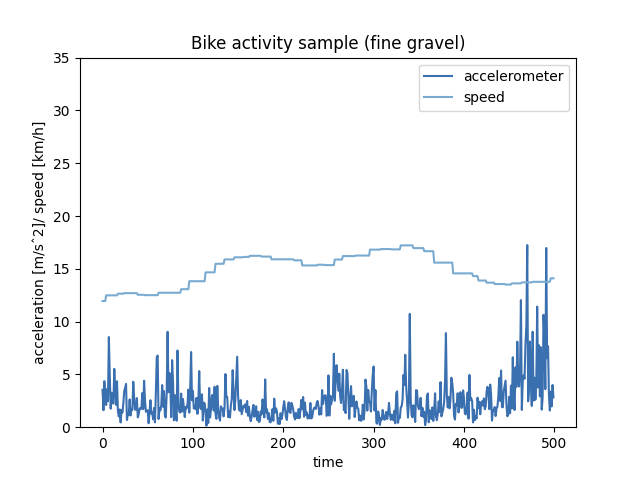 Bike activity sample (fine gravel)
accelerometer
speed
35
30
25
20
15
10
5
0
acceleration [m/s^2]/ speed [km/h]
0 100 200 300 400 500
time